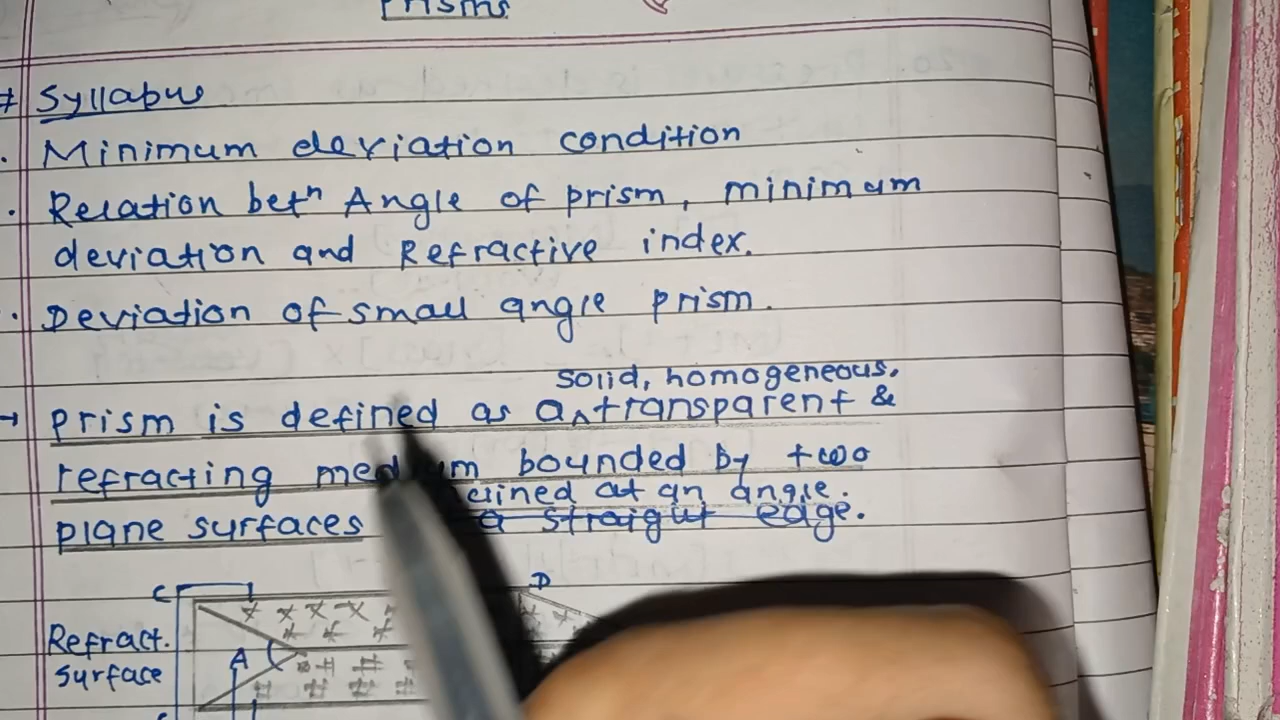 Prisms
# Syllabus
. Minimum deviation condition
. Relation betn Angle of prism, minimum
deviation and Refractive index.
. Deviation of small angle prism.
solid, homogeneous,
→ Prism is defined as a^transparent &
refracting medium bounded by two
at an angle.
plane surfaces a straigut edge.
C D
Refract.
A
surface